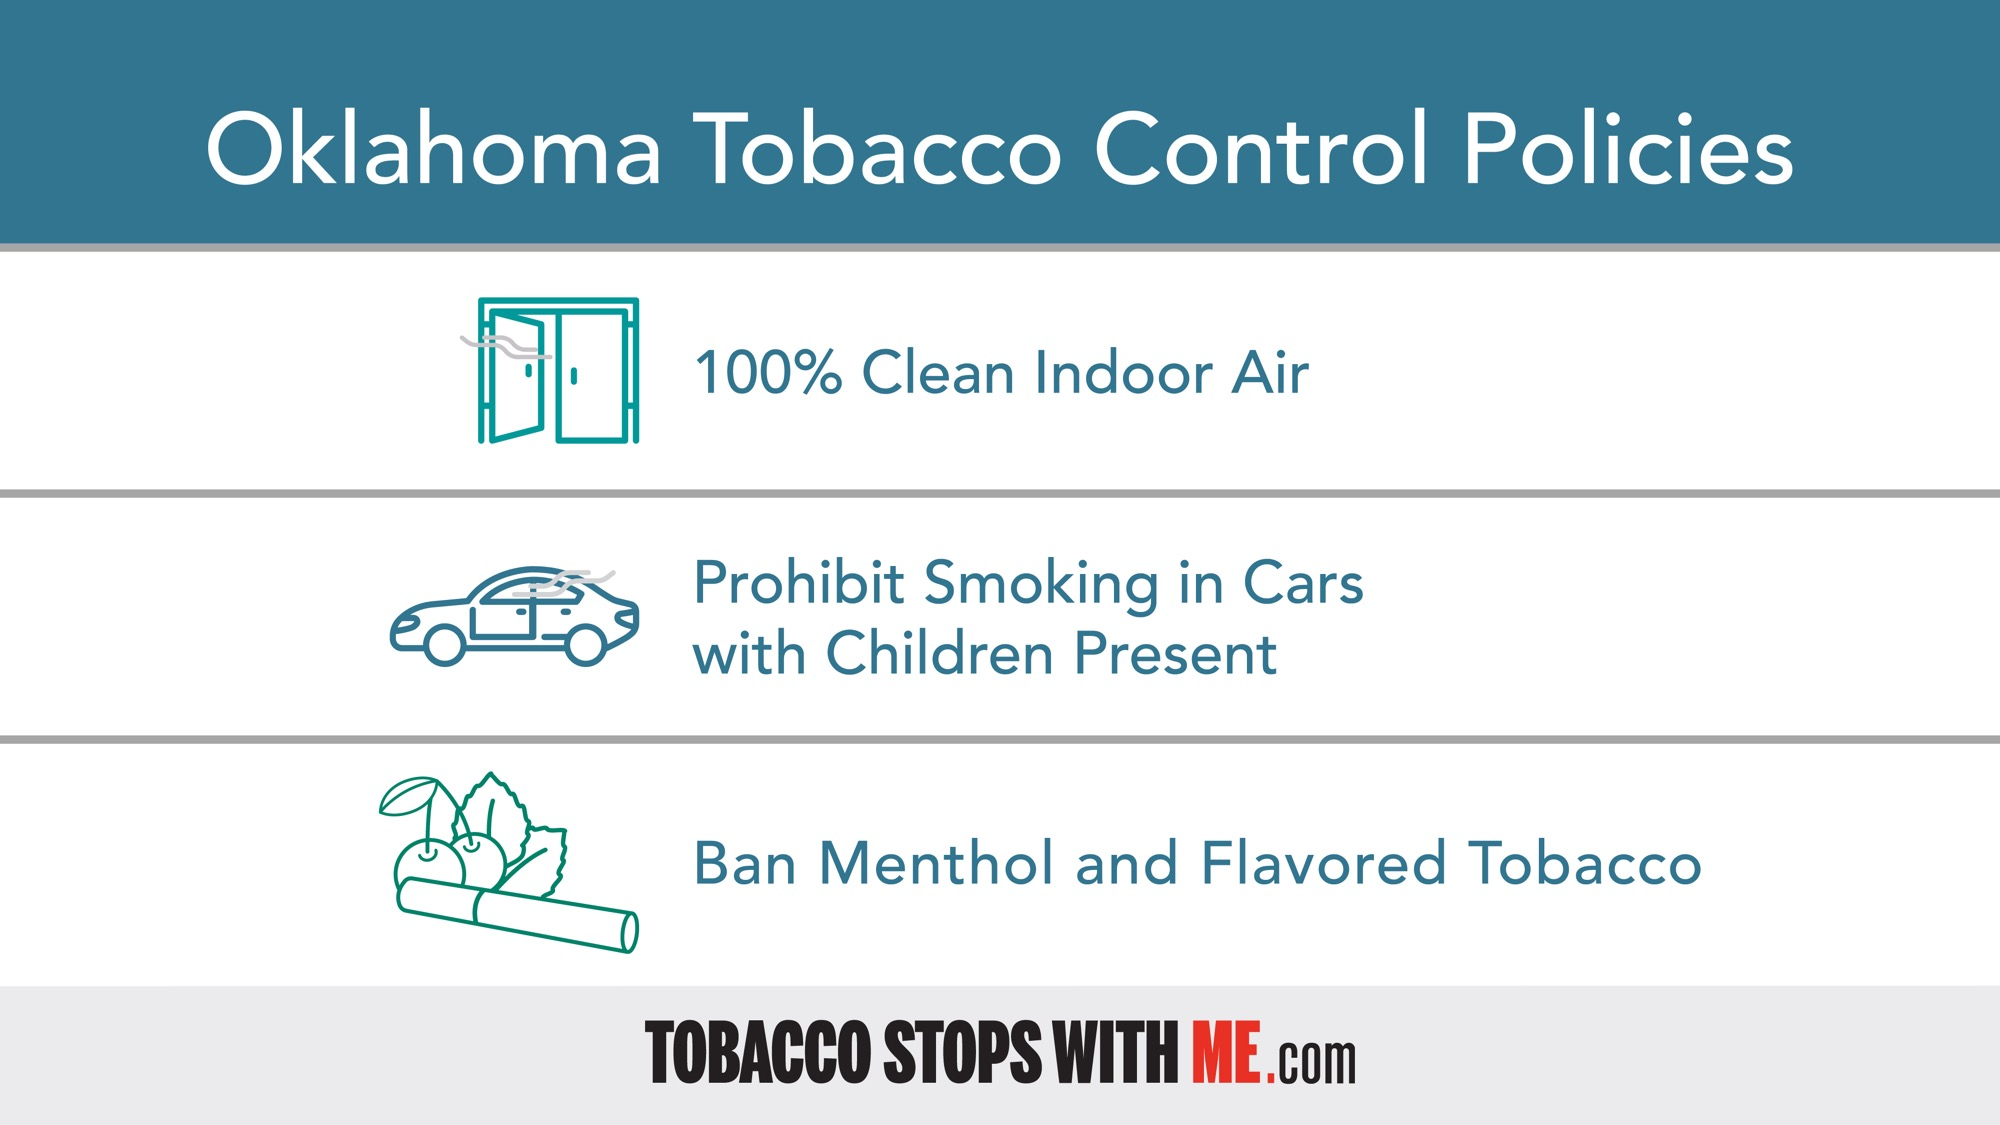 Oklahoma Tobacco Control Policies
100% Clean Indoor Air
Prohibit Smoking in Cars
with Children Present
Ban Menthol and Flavored Tobacco
TOBACCO STOPS WITH ME.com